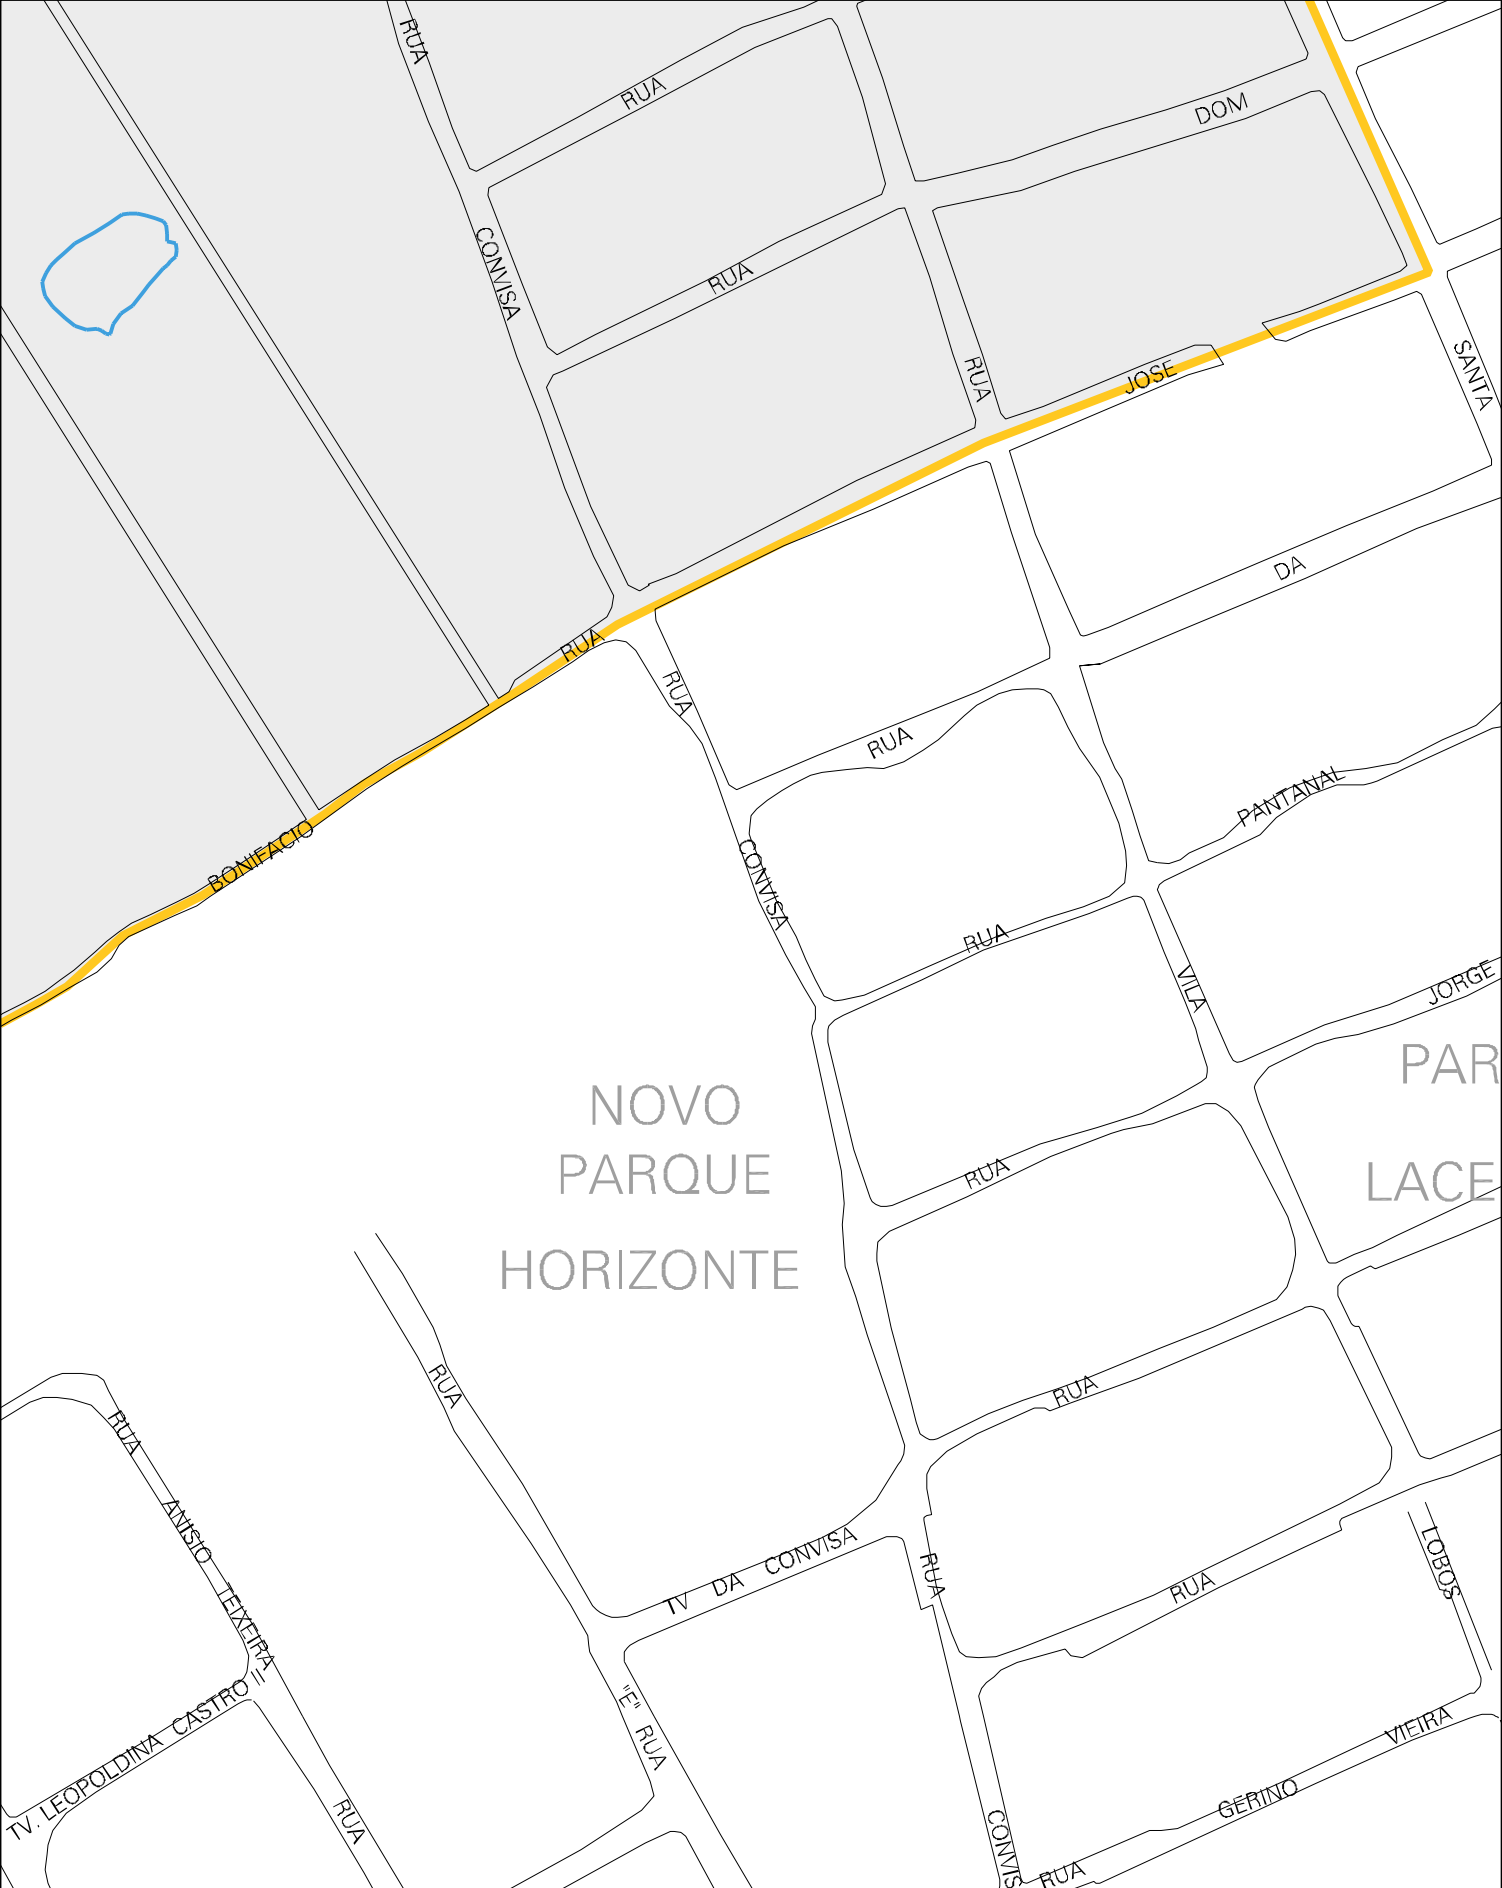 RUA
RUA
DOM
CONVISA
RUA
RUA
JOSE
SANTA
DA
RUA
RUA
RUA
PANTANAL
BONIFACIO
CONVISA
RUA
VILA
JORGE
NOVO
PARQUE
HORIZONTE
PAR
LACE
RUA
RUA
RUA
RUA
ANISIO TEIXEIRA
TV DA CONVISA
RUA
RUA
LOBOS
TV. LEOPOLDINA CASTRO II
"E" RUA
RUA
VIEIRA
GERINO
RUA
CONVIS